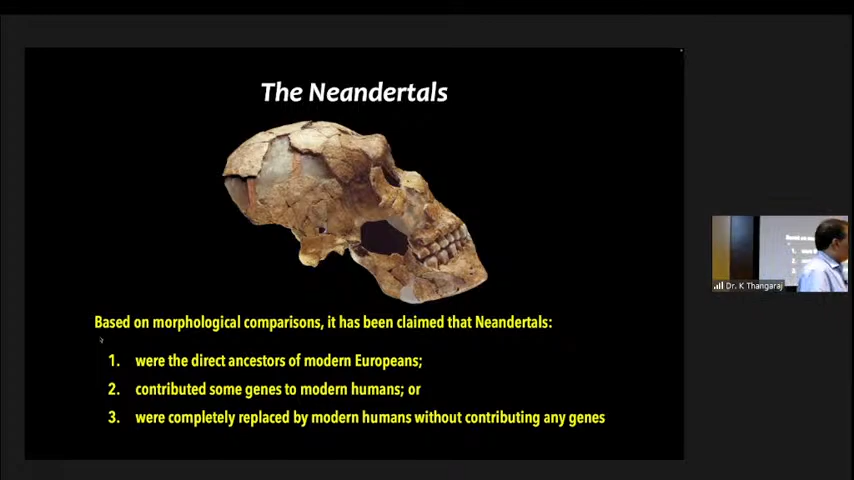 The Neandertals
Based on morphological comparisons, it has been claimed that Neandertals:
1. were the direct ancestors of modern Europeans;
2. contributed some genes to modern humans; or
3. were completely replaced by modern humans without contributing any genes
Dr. K Thangaraj